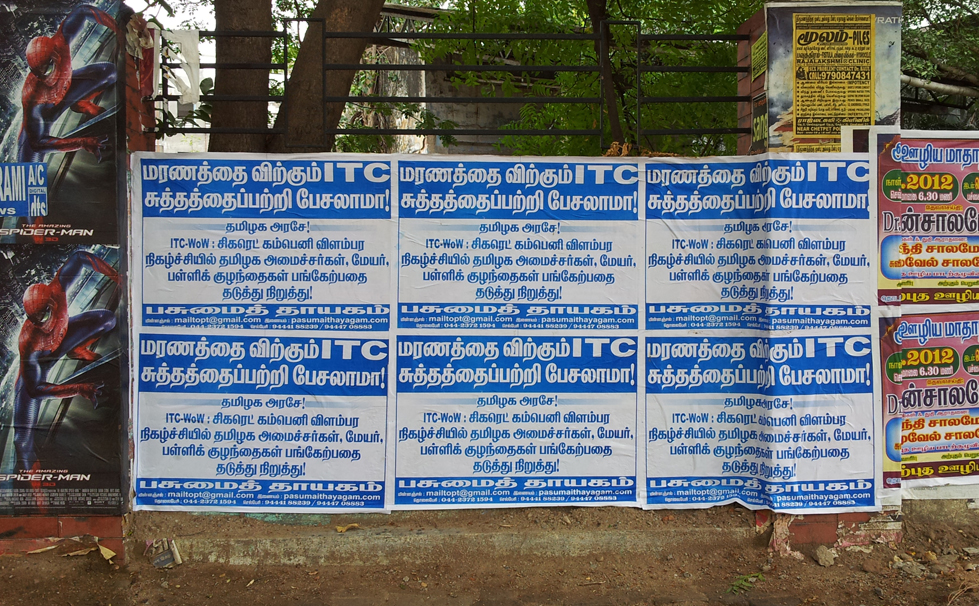 RAMI A/C
DIGITAL
dts
THE AMAZING
SPIDER-MAN
THE AMAZING
SPIDER-MAN
மரணத்தை விற்கும் ITC
சுத்தத்தைப்பற்றி பேசலாமா!
தமிழக அரசே!
ITC-WoW : சிகரெட் கம்பெனி விளம்பர
நிகழ்ச்சியில் தமிழக அமைச்சர்கள், மேயர்,
பள்ளிக் குழந்தைகள் பங்கேற்பதை
தடுத்து நிறுத்து!
பசுமைத் தாயகம்
மின்னஞ்சல் : mailtopt@gmail.com இணையம் : pasumaithayagam.com
தொலைபேசி : 044-2372 1594 செல்பேசி : 94441 88239 / 94447 08883
மரணத்தை விற்கும் ITC
சுத்தத்தைப்பற்றி பேசலாமா!
தமிழக அரசே!
ITC-WoW : சிகரெட் கம்பெனி விளம்பர
நிகழ்ச்சியில் தமிழக அமைச்சர்கள், மேயர்,
பள்ளிக் குழந்தைகள் பங்கேற்பதை
தடுத்து நிறுத்து!
பசுமைத் தாயகம்
மின்னஞ்சல் : mailtopt@gmail.com இணையம் : pasumaithayagam.com
தொலைபேசி : 044-2372 1594 செல்பேசி : 94441 88239 / 94447 08883
மரணத்தை விற்கும் ITC
சுத்தத்தைப்பற்றி பேசலாமா!
தமிழக அரசே!
ITC-WoW : சிகரெட் கம்பெனி விளம்பர
நிகழ்ச்சியில் தமிழக அமைச்சர்கள், மேயர்,
பள்ளிக் குழந்தைகள் பங்கேற்பதை
தடுத்து நிறுத்து!
பசுமைத் தாயகம்
மின்னஞ்சல் : mailtopt@gmail.com இணையம் : pasumaithayagam.com
தொலைபேசி : 044-2372 1594 செல்பேசி : 94441 88239 / 94447 08883
மரணத்தை விற்கும் ITC
சுத்தத்தைப்பற்றி பேசலாமா!
தமிழக அரசே!
ITC-WoW : சிகரெட் கம்பெனி விளம்பர
நிகழ்ச்சியில் தமிழக அமைச்சர்கள், மேயர்,
பள்ளிக் குழந்தைகள் பங்கேற்பதை
தடுத்து நிறுத்து!
பசுமைத் தாயகம்
மின்னஞ்சல் : mailtopt@gmail.com இணையம் : pasumaithayagam.com
தொலைபேசி : 044-2372 1594 செல்பேசி : 94441 88239 / 94447 08883
மரணத்தை விற்கும் ITC
சுத்தத்தைப்பற்றி பேசலாமா!
தமிழக அரசே!
ITC-WoW : சிகரெட் கம்பெனி விளம்பர
நிகழ்ச்சியில் தமிழக அமைச்சர்கள், மேயர்,
பள்ளிக் குழந்தைகள் பங்கேற்பதை
தடுத்து நிறுத்து!
பசுமைத் தாயகம்
மின்னஞ்சல் : mailtopt@gmail.com இணையம் : pasumaithayagam.com
தொலைபேசி : 044-2372 1594 செல்பேசி : 94441 88239 / 94447 08883
மரணத்தை விற்கும் ITC
சுத்தத்தைப்பற்றி பேசலாமா!
தமிழக அரசே!
ITC-WoW : சிகரெட் கம்பெனி விளம்பர
நிகழ்ச்சியில் தமிழக அமைச்சர்கள், மேயர்,
பள்ளிக் குழந்தைகள் பங்கேற்பதை
தடுத்து நிறுத்து!
பசுமைத் தாயகம்
மின்னஞ்சல் : mailtopt@gmail.com இணையம் : pasumaithayagam.com
தொலைபேசி : 044-2372 1594 செல்பேசி : 94441 88239 / 94447 08883
மூலம்-PILES
RAJALAKSHMI CLINIC
CALL:9790847431
NEAR CHETPET
ஊழிய மாதா
நாள் 2012
6.30 மணி
ன்சாலமே
ஊழிய மாதா
நாள் 2012
6.30 மணி
ன்சாலமே